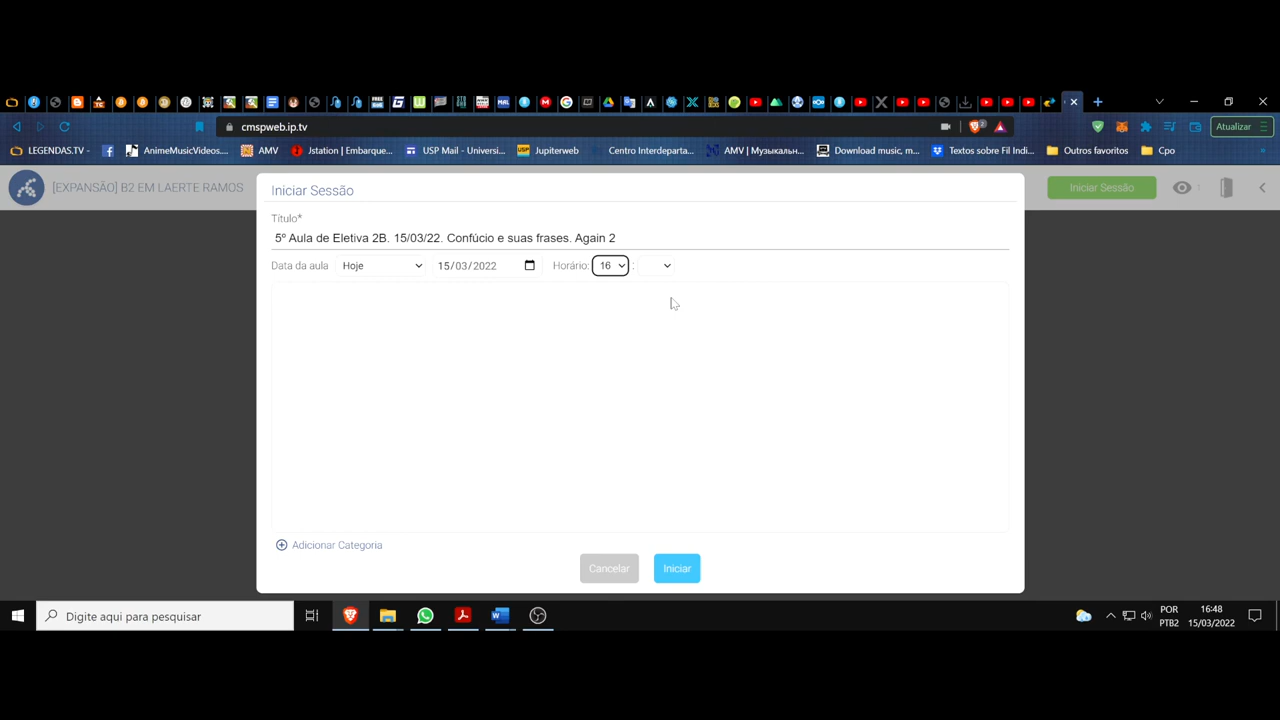 cmspweb.ip.tv
2
Atualizar
LEGENDAS.TV -
AnimeMusicVideos...
AMV
Jstation | Embarque...
USP Mail - Universi...
Jupiterweb
Centro Interdeparta...
AMV | Музыкальн...
Download music, m...
Textos sobre Fil Indi...
Outros favoritos
Cpo
[EXPANSÃO] B2 EM LAERTE RAMOS
Iniciar Sessão
1
Iniciar Sessão
Título*
5º Aula de Eletiva 2B. 15/03/22. Confúcio e suas frases. Again 2
Data da aula
Hoje
15/03/2022
Horário:
16
:
Adicionar Categoria
Cancelar
Iniciar
Digite aqui para pesquisar
POR
PTB2
16:48
15/03/2022